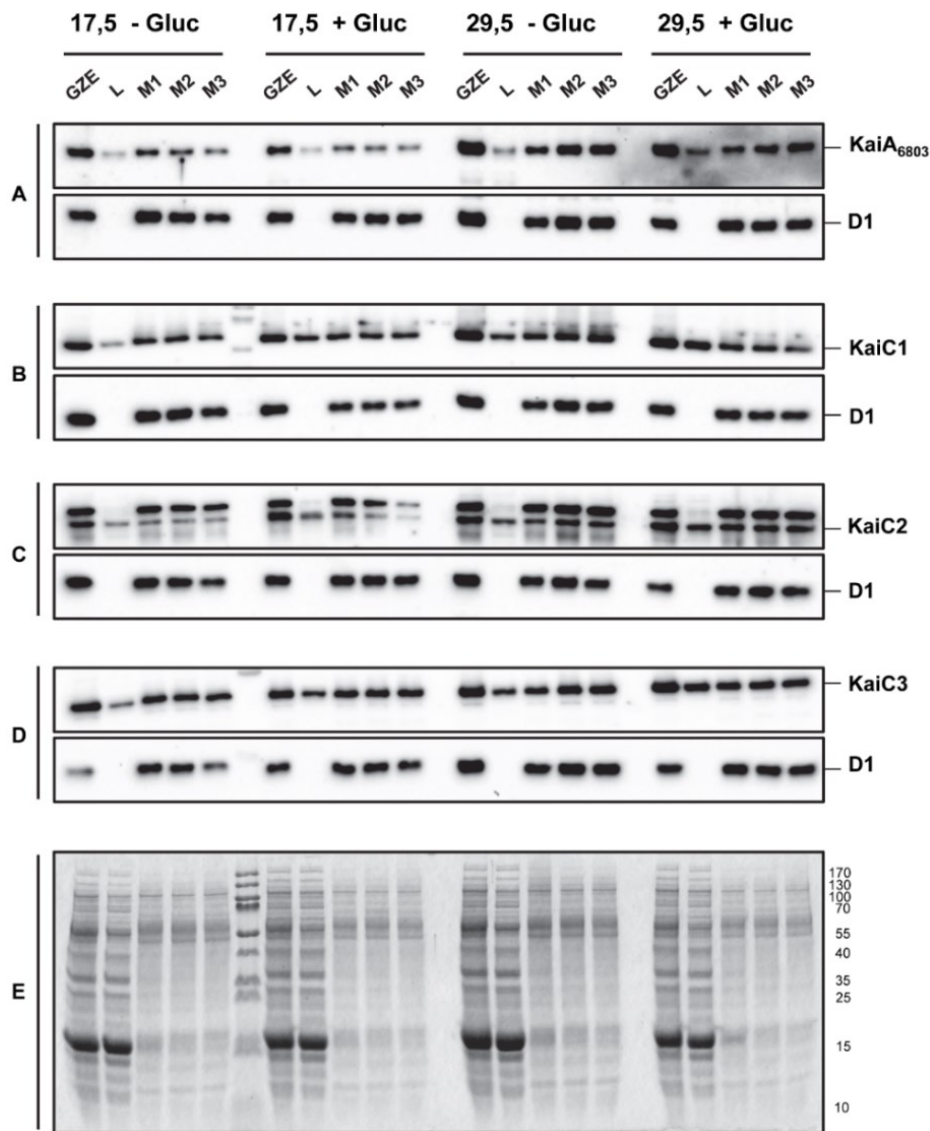 17,5 - Gluc 17,5 + Gluc 29,5 - Gluc 29,5 + Gluc
GZE L M1 M2 M3 GZE L M1 M2 M3 GZE L M1 M2 M3 GZE L M1 M2 M3
A
KaiA6803
D1
B
KaiC1
D1
C
KaiC2
D1
D
KaiC3
D1
E
170
130
100
70
55
40
35
25
15
10